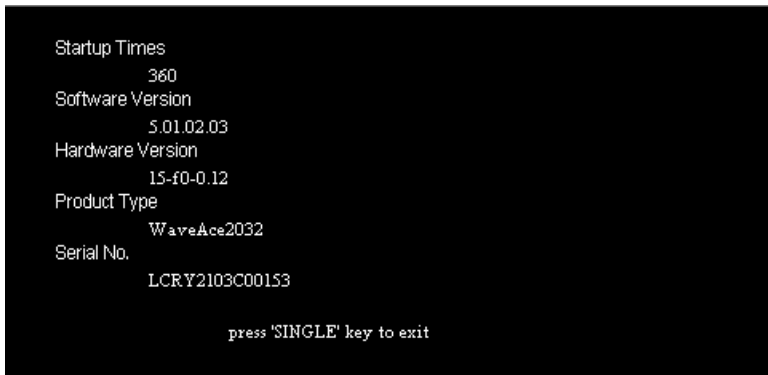 Startup Times
360
Software Version
5.01.02.03
Hardware Version
15-f0-0.12
Product Type
WaveAce2032
Serial No.
LCRY2103C00153
press 'SINGLE' key to exit